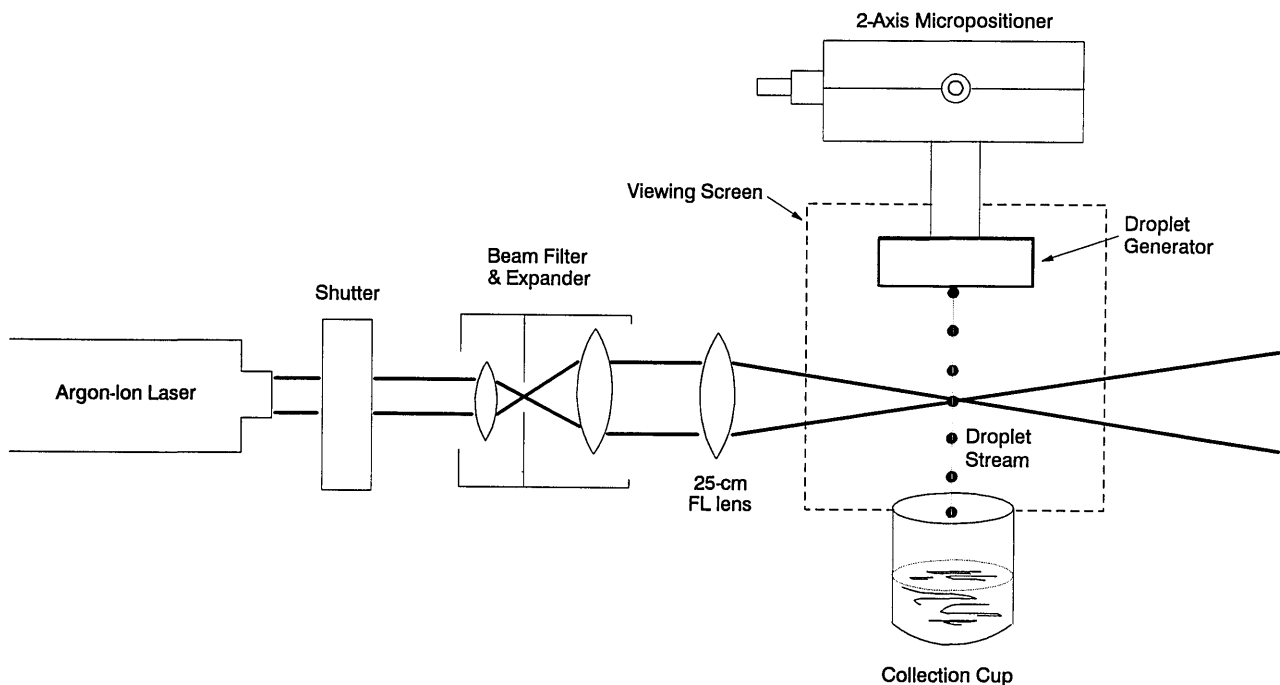 2-Axis Micropositioner
Viewing Screen
Droplet
Generator
Beam Filter
& Expander
Shutter
Argon-Ion Laser
Droplet
Stream
25-cm
FL lens
Collection Cup